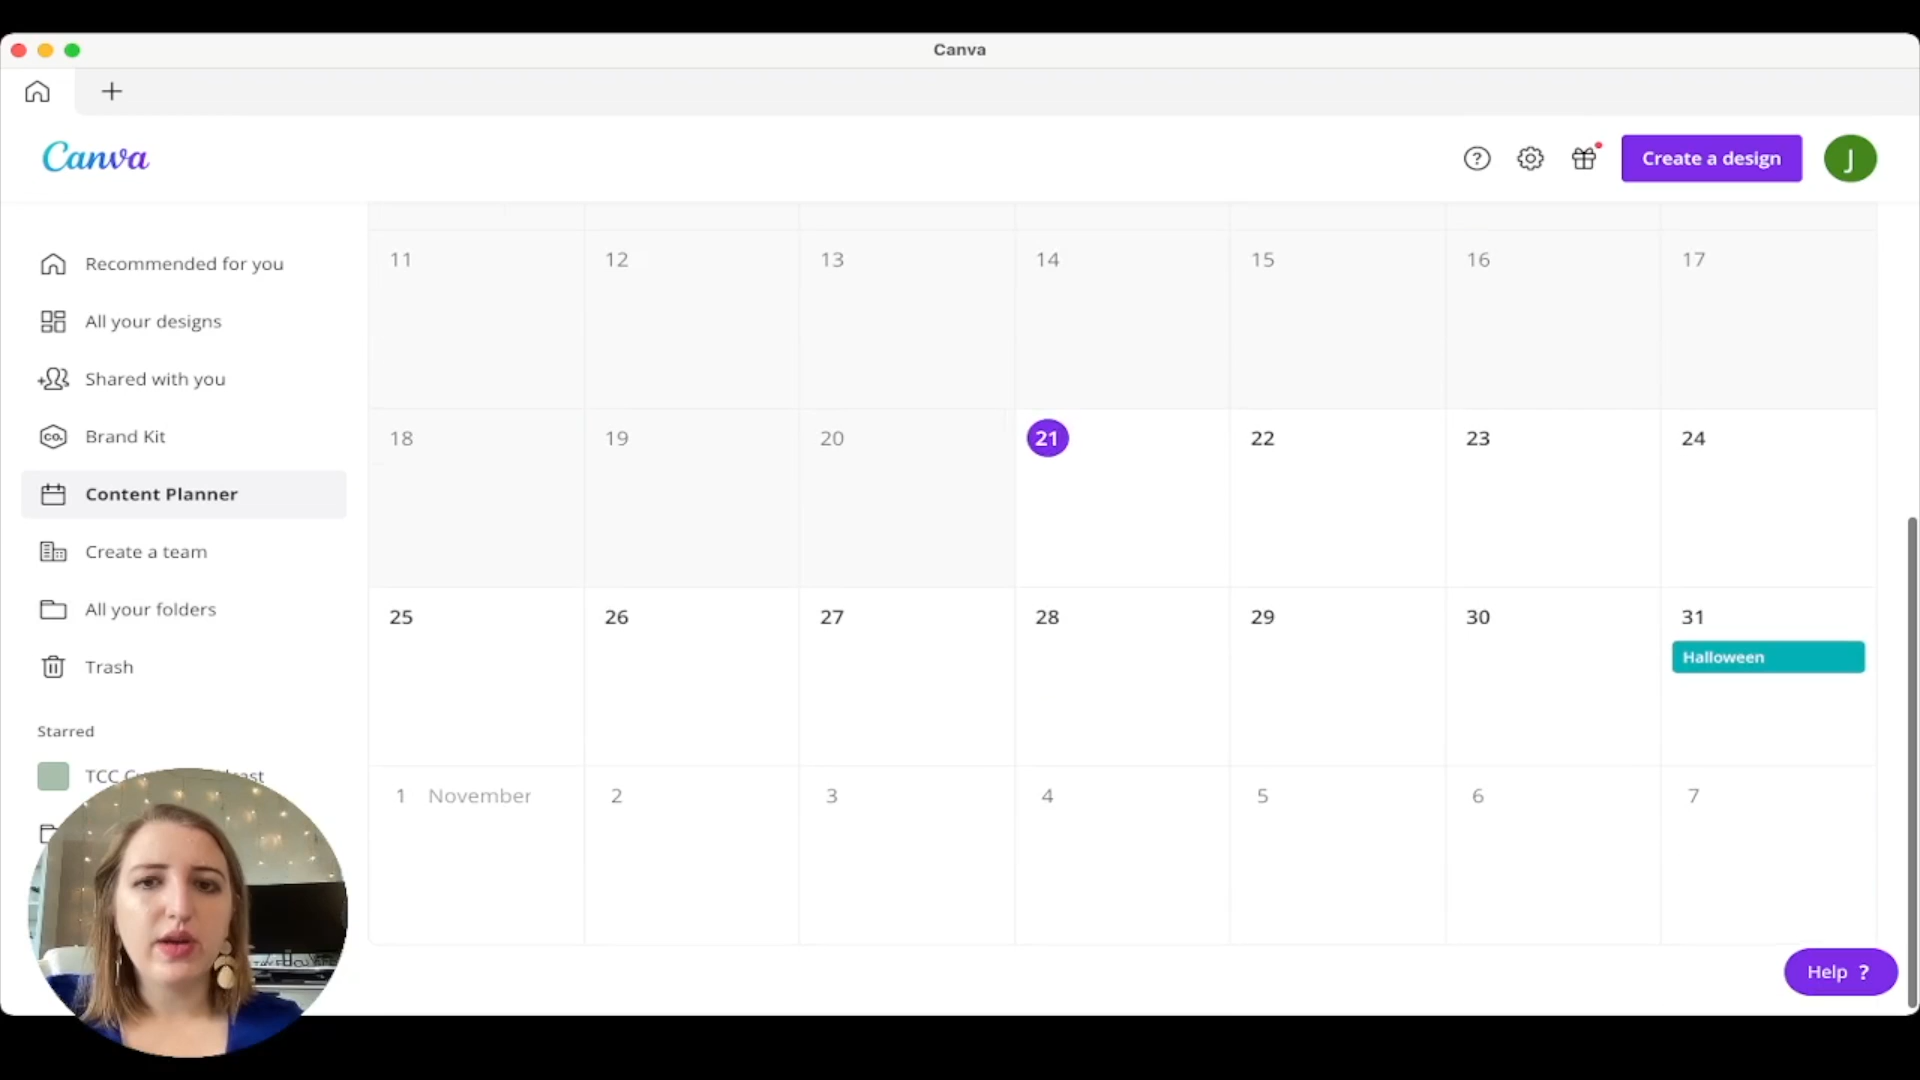 Canva
Canva
Create a design
J
Recommended for you
All your designs
Shared with you
CO.
Brand Kit
Content Planner
Create a team
All your folders
Trash
Starred
TCC
11 12 13 14 15 16 17
18 19 20 21 22 23 24
25 26 27 28 29 30 31
Halloween
1 November 2 3 4 5 6 7
Help ?